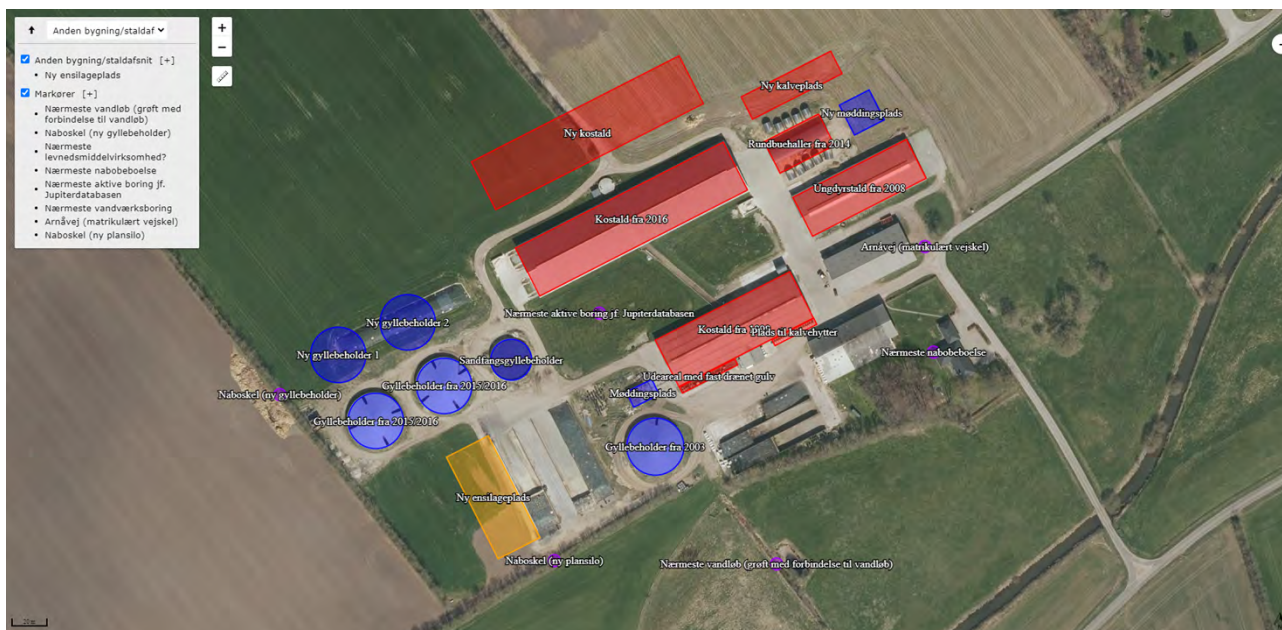 Anden bygning/staldaf
Anden bygning/staldafsnit [+]
Ny ensilageplads
Markører [+]
Nærmeste vandløb (grøft med
forbindelse til vandløb)
Naboskel (ny gyllebeholder)
Nærmeste
levnedsmiddelvirksomhed?
Nærmeste nabobeboelse
Nærmeste aktive boring jf.
Jupiterdatabasen
Nærmeste vandværksboring
Arnåvej (matrikulært vejskel)
Naboskel (ny plansilo)
+
−
Ny kalveplads
Ny møddingsplads
Ny kostald
Rundbuehaller fra 2014
Ungdyrstald fra 2008
Kostald fra 2016
Arnåvej (matrikulært vejskel)
Nærmeste aktive boring jf. Jupiterdatabasen
Ny gyllebeholder 2
Kostald fra
Plads til kalvehytter
Ny gyllebeholder 1
Nærmeste nabobeboelse
Sandfangsgyllebeholder
Udeareal med fast drænet gulv
Gyllebeholder fra 2015/2016
Naboskel (ny gyllebeholder)
Møddingsplads
Gyllebeholder fra 2015/2016
Gyllebeholder fra 2003
Ny ensilageplads
Naboskel (ny plansilo)
Nærmeste vandløb (grøft med forbindelse til vandløb)
20 m